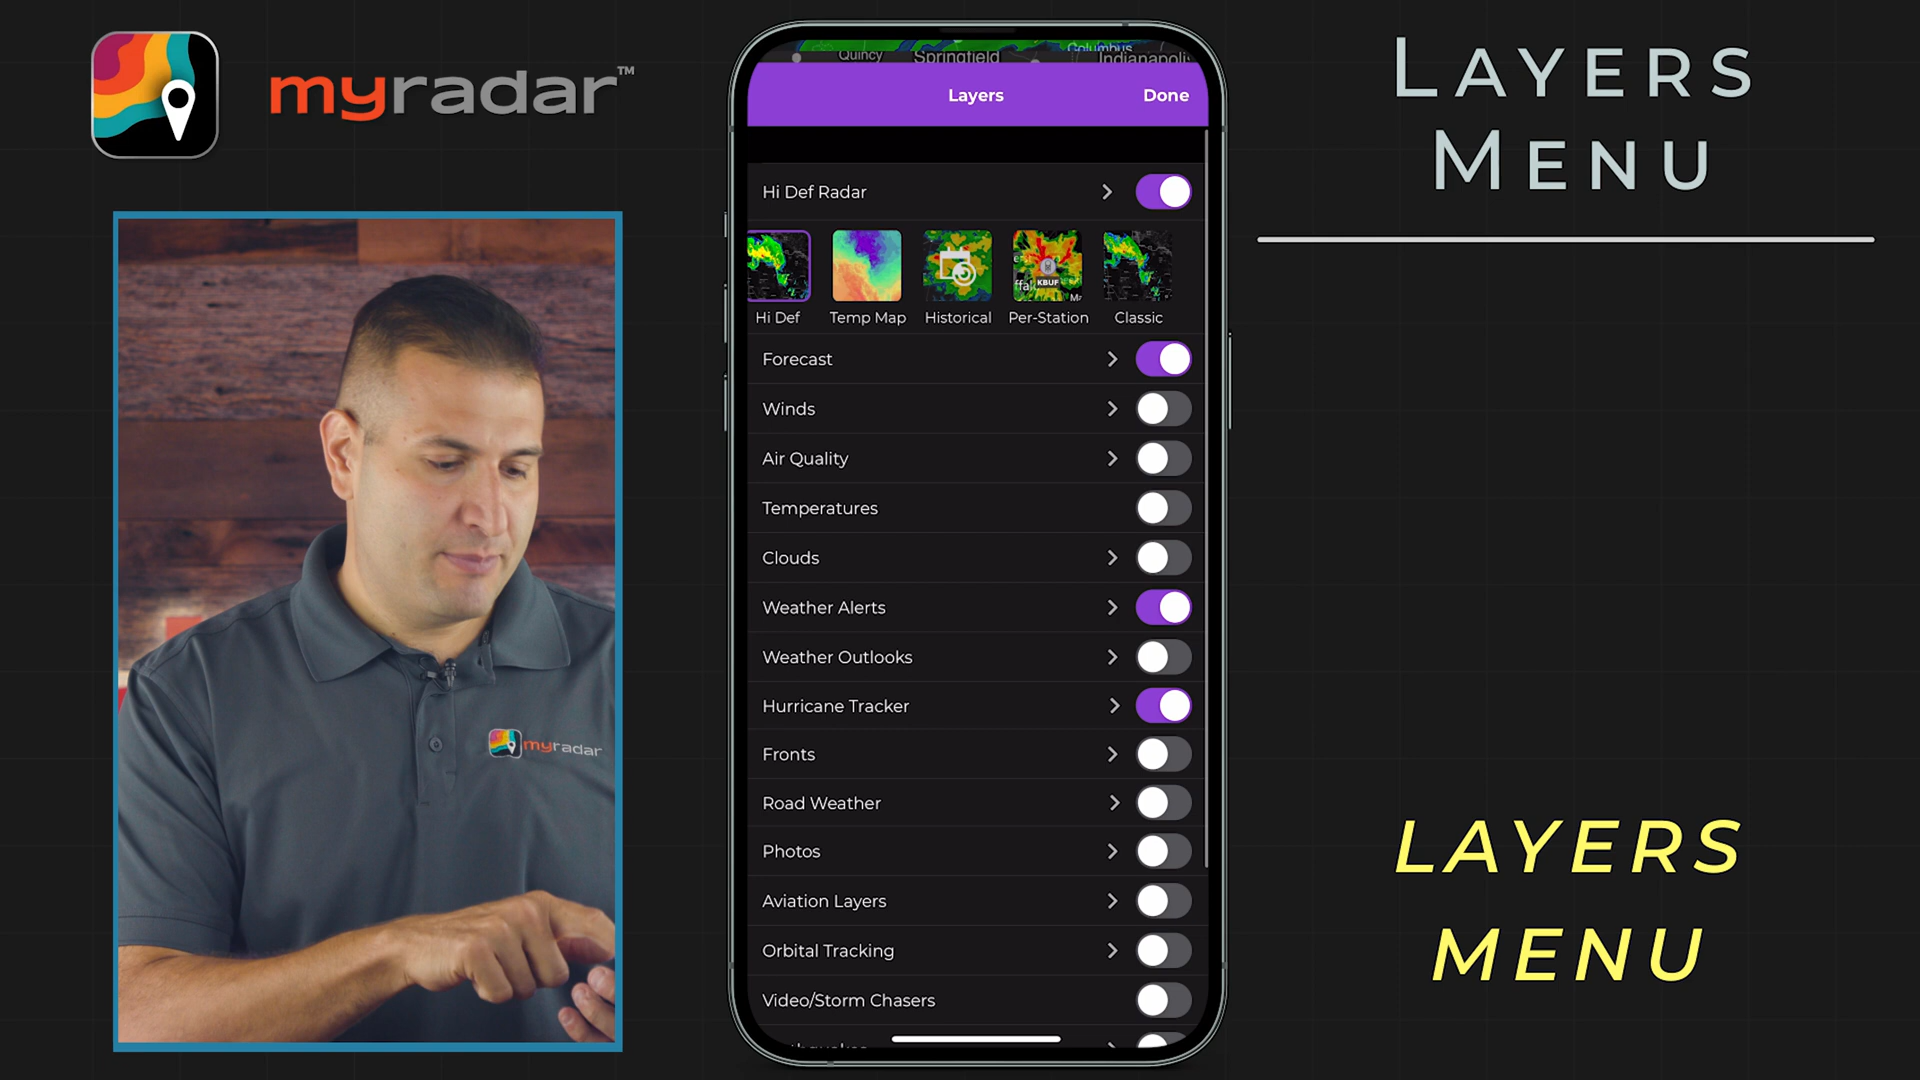 myradar™
LAYERS
MENU
Quincy
Springfield
Columbus
Indianapolis
Layers
Done
Hi Def Radar
KBUF
Hi Def
Temp Map
Historical
Per-Station
Classic
Forecast
Winds
Air Quality
Temperatures
Clouds
Weather Alerts
Weather Outlooks
Hurricane Tracker
Fronts
Road Weather
Photos
Aviation Layers
Orbital Tracking
Video/Storm Chasers
myradar
LAYERS
MENU